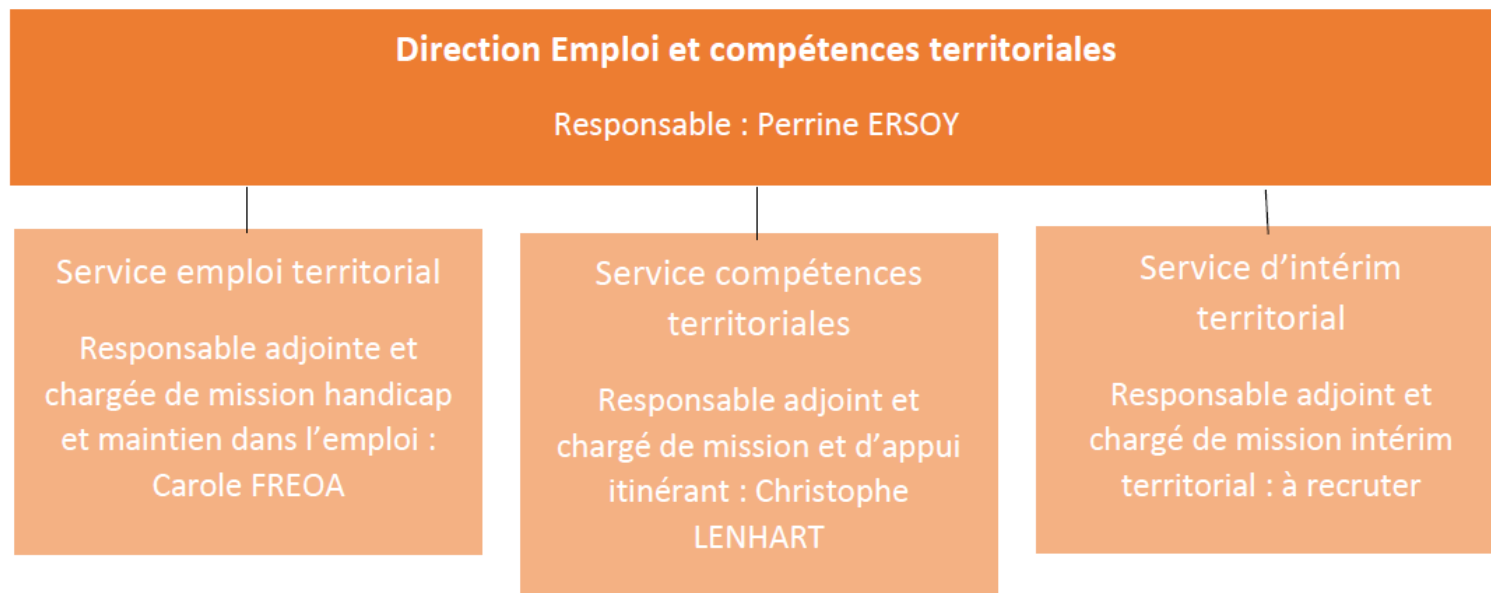 Direction Emploi et compétences territoriales
Responsable : Perrine ERSOY
Service emploi territorial
Responsable adjointe et
chargée de mission handicap
et maintien dans l’emploi :
Carole FREOA
Service compétences
territoriales
Responsable adjoint et
chargé de mission et d’appui
itinérant : Christophe
LENHART
Service d’intérim
territorial
Responsable adjoint et
chargé de mission intérim
territorial : à recruter